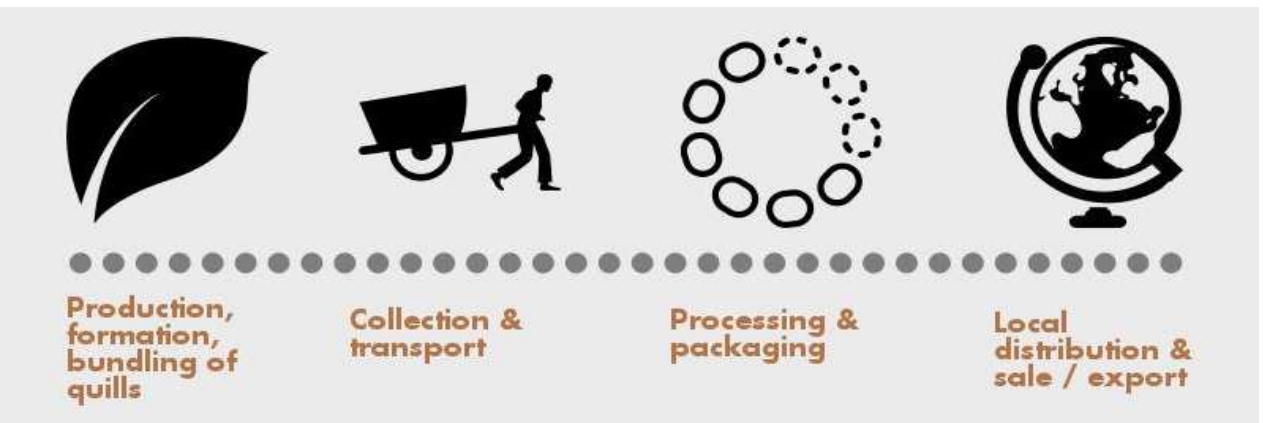 Production,
formation,
bundling of
quills
Collection &
transport
Processing &
packaging
Local
distribution &
sale / export